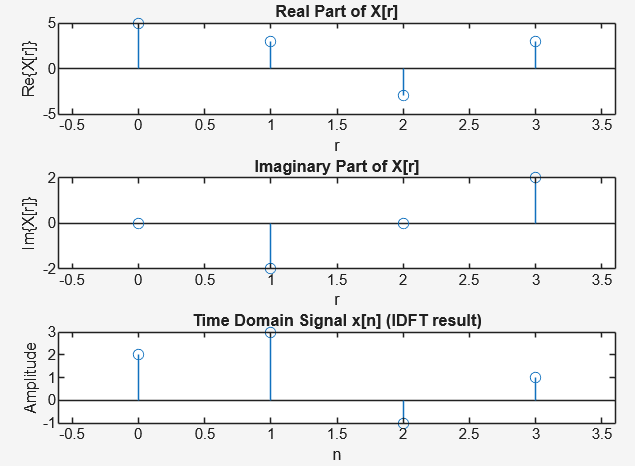 Real Part of X[r]
5
0
-5
Re{X[r]}
-0.5 0 0.5 1 1.5 2 2.5 3 3.5
r
Imaginary Part of X[r]
2
0
-2
Im{X[r]}
-0.5 0 0.5 1 1.5 2 2.5 3 3.5
r
Time Domain Signal x[n] (IDFT result)
3
2
1
0
-1
Amplitude
-0.5 0 0.5 1 1.5 2 2.5 3 3.5
n